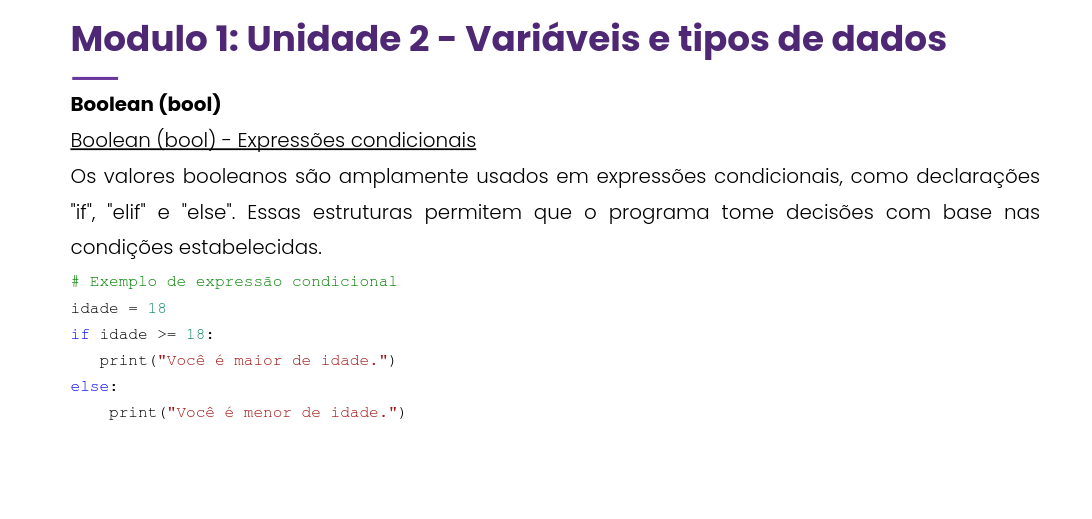 Modulo 1: Unidade 2 - Variáveis e tipos de dados
Boolean (bool)
Boolean (bool) - Expressões condicionais
Os valores booleanos são amplamente usados em expressões condicionais, como declarações
"if", "elif" e "else". Essas estruturas permitem que o programa tome decisões com base nas
condições estabelecidas.
# Exemplo de expressão condicional
idade = 18
if idade >= 18:
   print("Você é maior de idade.")
else:
    print("Você é menor de idade.")